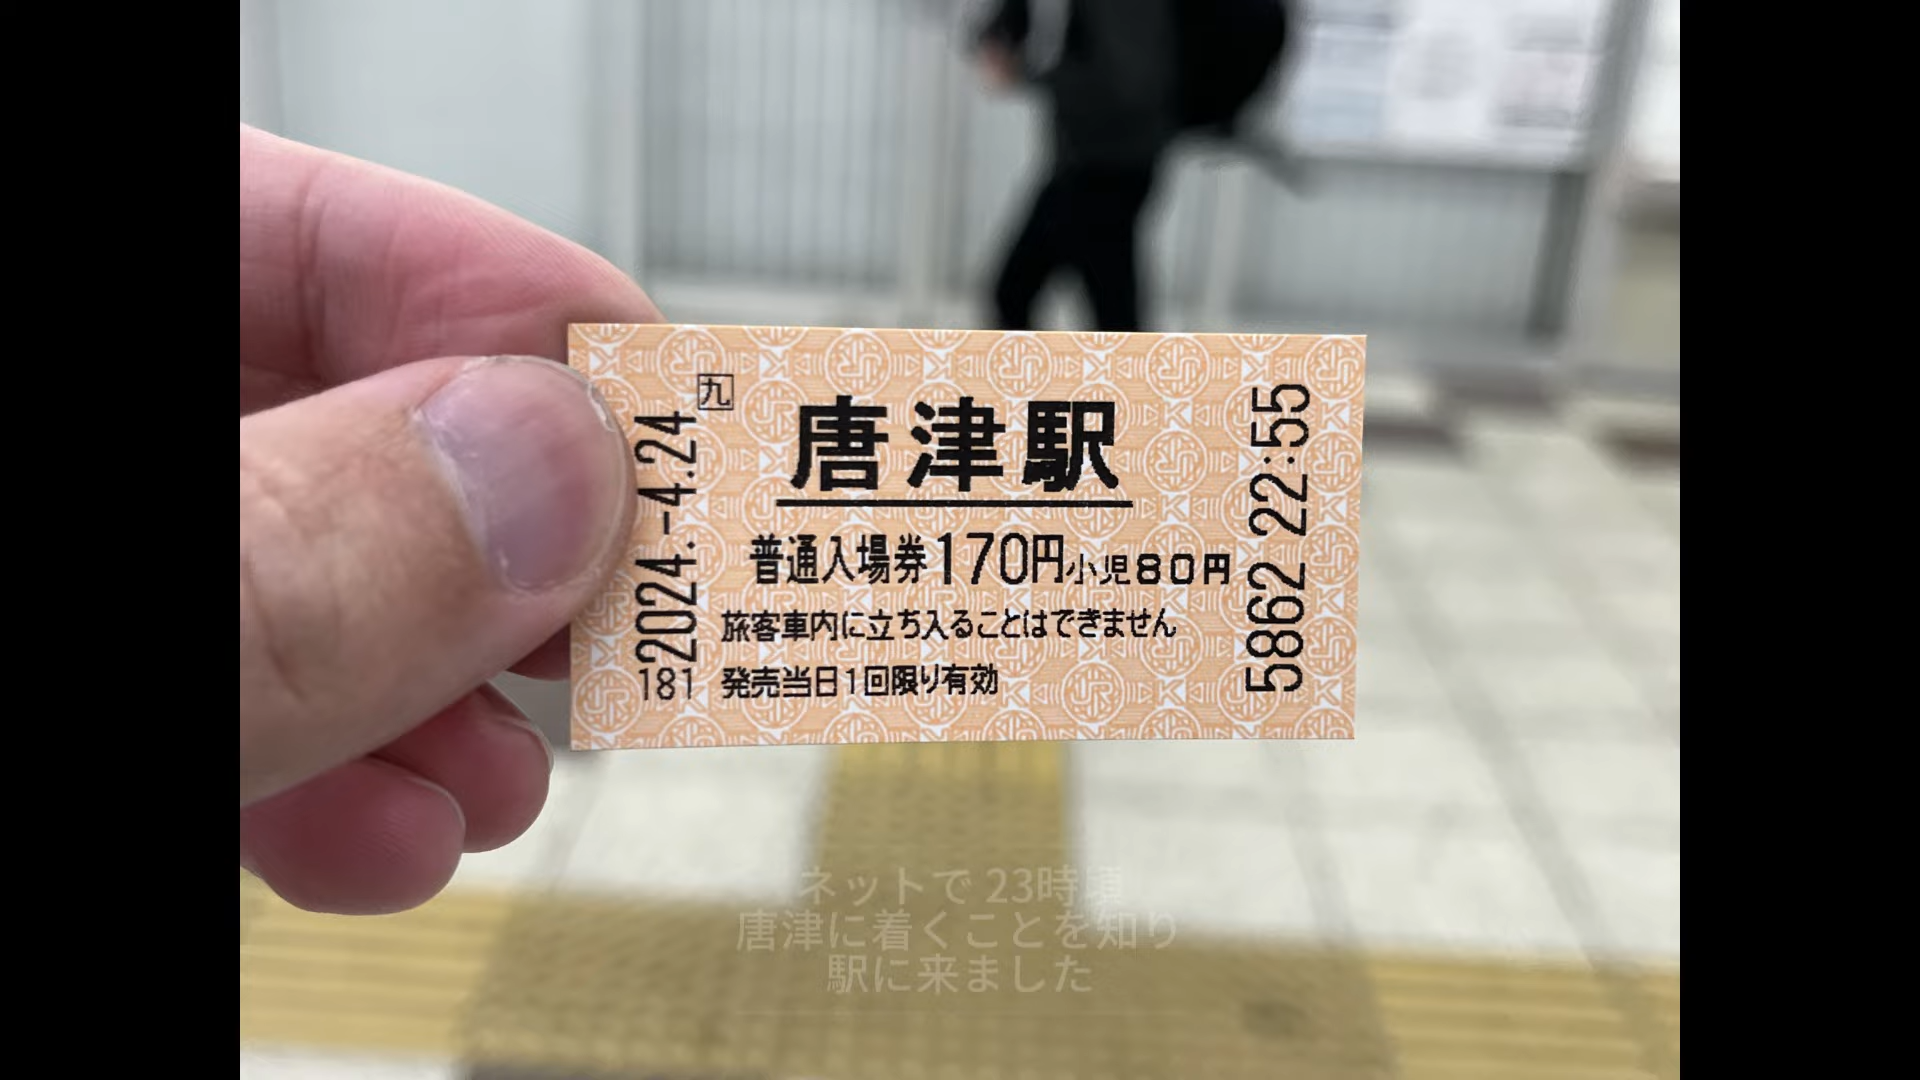 九
唐津駅
普通入場券170円小児80円
旅客車内に立ち入ることはできません
発売当日1回限り有効
2024.-4.24
181
5862 22:55
ネットで23時頃
唐津に着くことを知り
駅に来ました